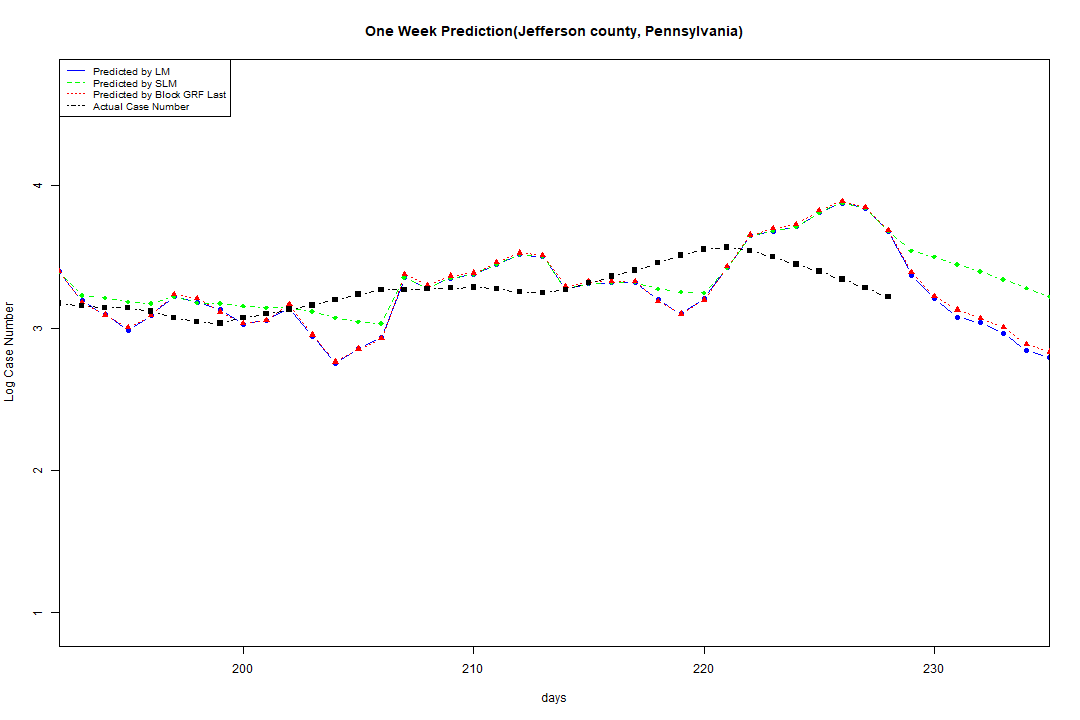 One Week Prediction(Jefferson county, Pennsylvania)
Predicted by LM
Predicted by SLM
Predicted by Block GRF Last
Actual Case Number
Log Case Number
4
3
2
1
200
210
220
230
days